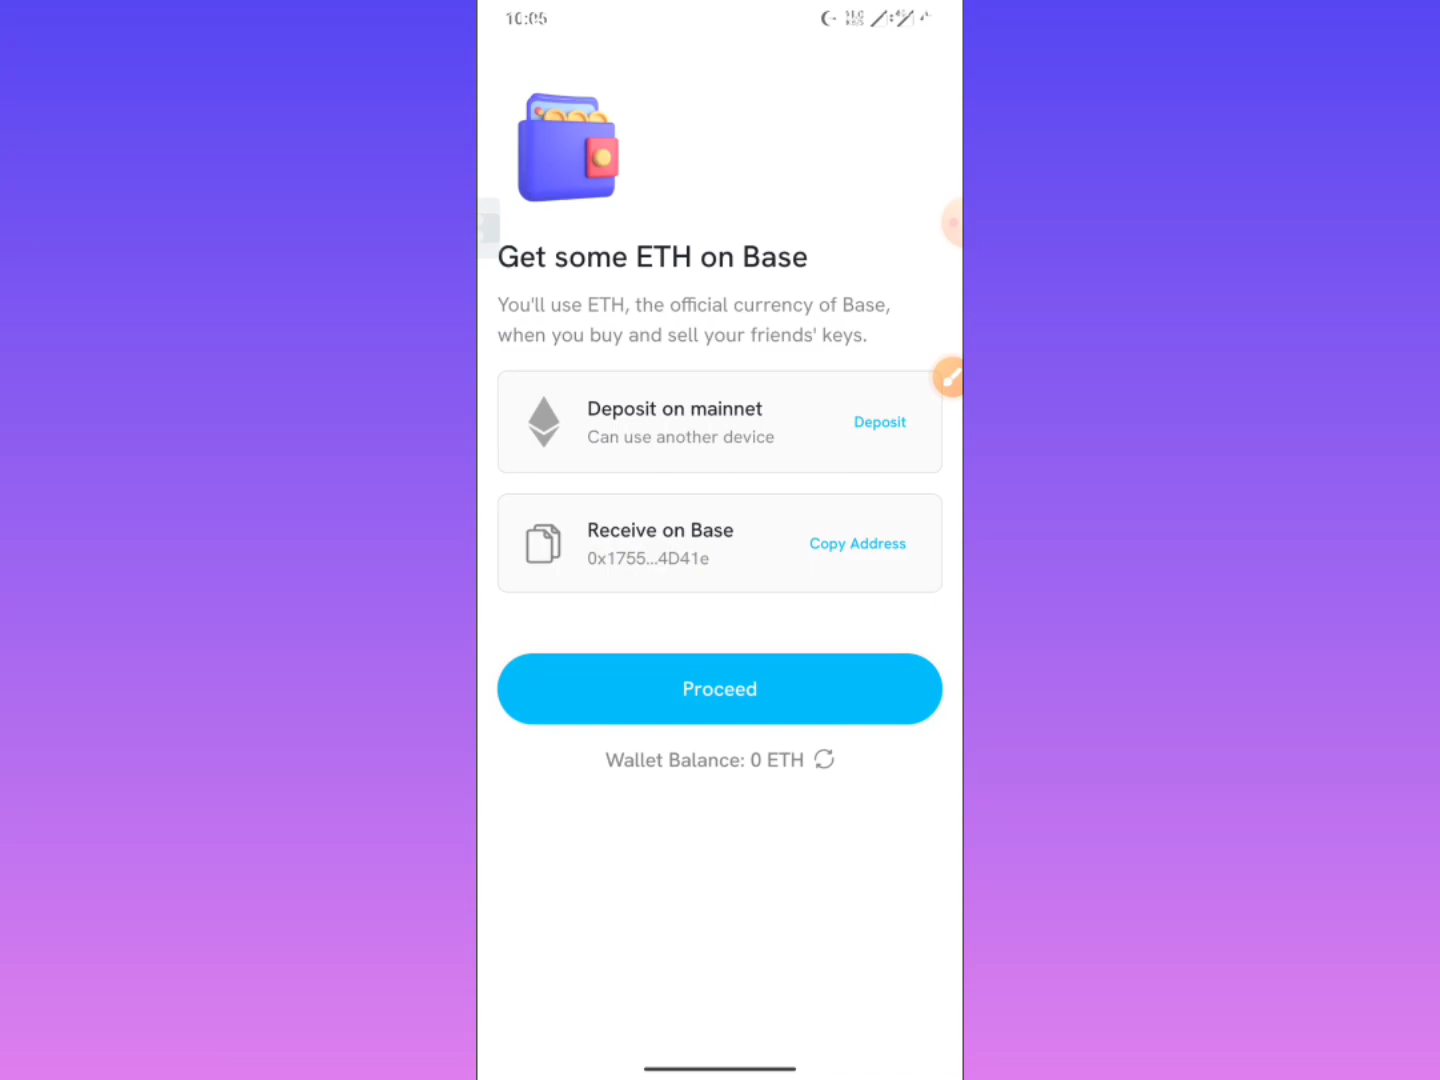 10:05
Get some ETH on Base
You'll use ETH, the official currency of Base,
when you buy and sell your friends' keys.
Deposit on mainnet
Can use another device
Deposit
Receive on Base
0x1755...4D41e
Copy Address
Proceed
Wallet Balance: 0 ETH